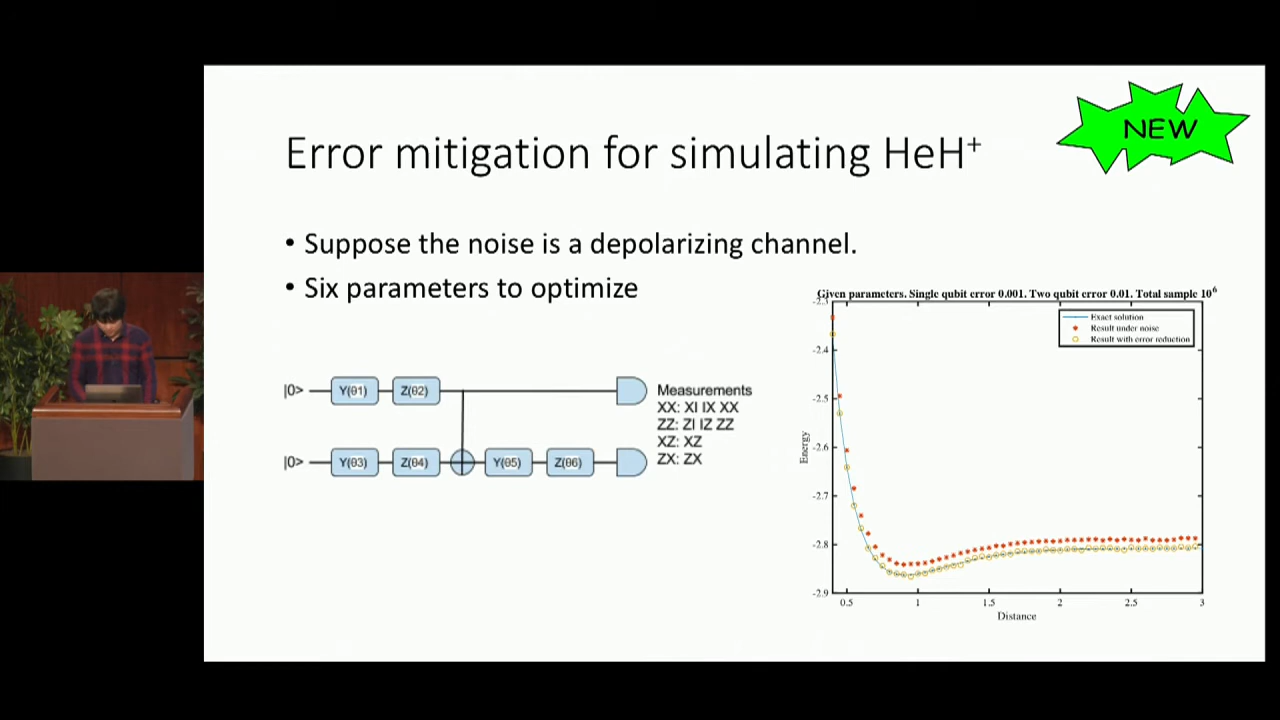 NEW
Error mitigation for simulating HeH⁺
• Suppose the noise is a depolarizing channel.
• Six parameters to optimize
|0> Y(θ1) Z(θ2)
|0> Y(θ3) Z(θ4) Y(θ5) Z(θ6)
Measurements
XX: XI IX XX
ZZ: ZI IZ ZZ
XZ: XZ
ZX: ZX
Given parameters. Single qubit error 0.001. Two qubit error 0.01. Total sample 10⁶
Exact solution
Result under noise
Result with error reduction
-2.3
-2.4
-2.5
-2.6
-2.7
-2.8
-2.9
Energy
0.5 1 1.5 2 2.5 3
Distance